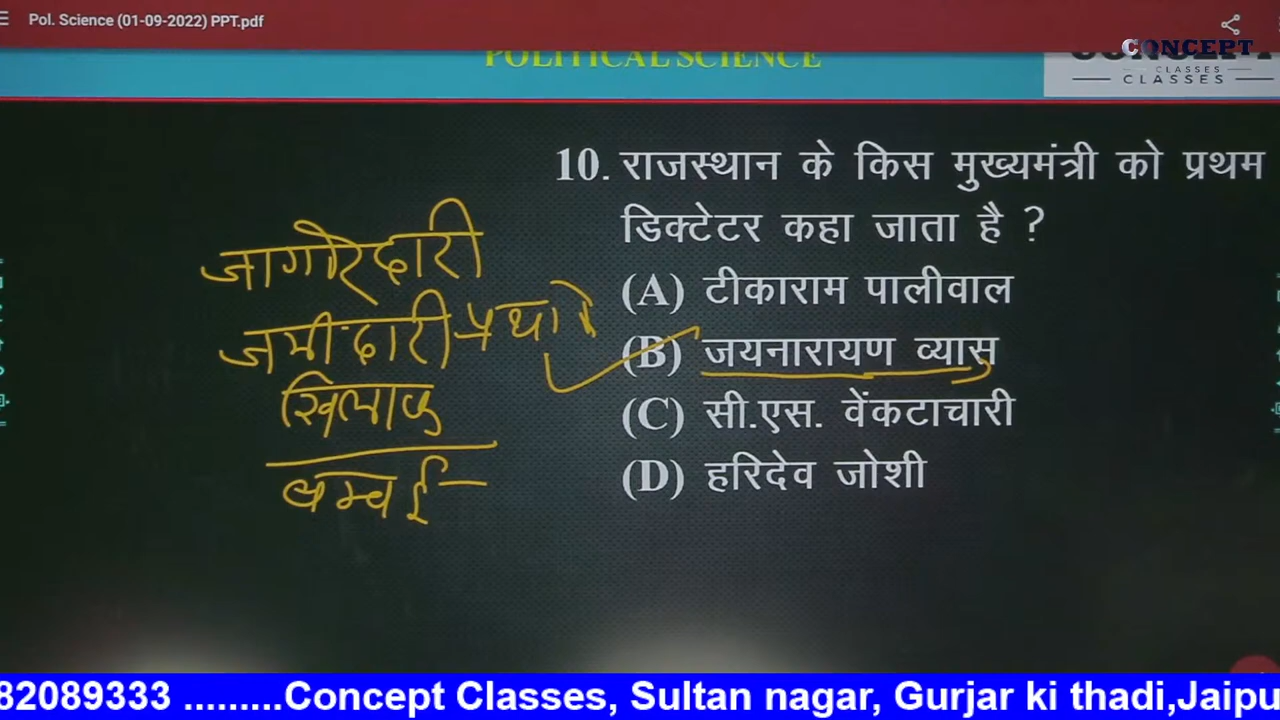 Pol. Science (01-09-2022) PPT.pdf
POLITICAL SCIENCE
CONCEPT
CLASSES
CLASSES
10. राजस्थान के किस मुख्यमंत्री को प्रथम
डिक्टेटर कहा जाता है ?
(A) टीकाराम पालीवाल
(B) जयनारायण व्यास
(C) सी.एस. वेंकटाचारी
(D) हरिदेव जोशी
जागीरदारी
जमींदारी प्रथा के
खिलाफ
बम्बई
82089333 .........Concept Classes, Sultan nagar, Gurjar ki thadi,Jaipu